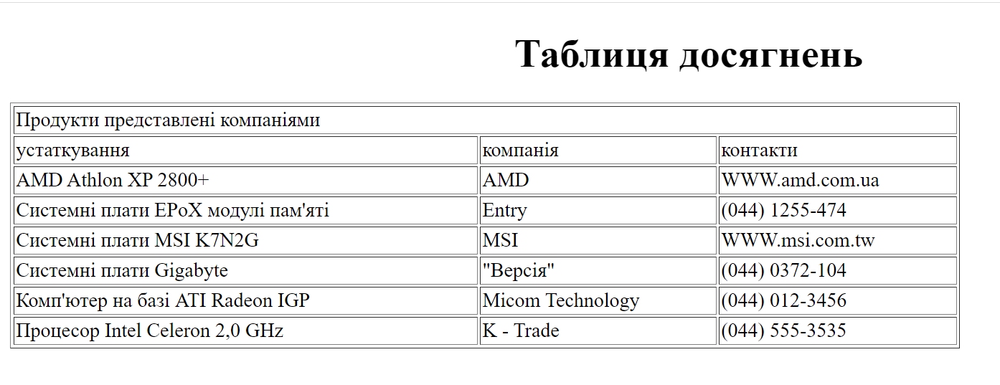 Таблиця досягнень
Продукти представлені компаніями
устаткування компанія контакти
AMD Athlon XP 2800+ AMD WWW.amd.com.ua
Системні плати EPoX модулі пам'яті Entry (044) 1255-474
Системні плати MSI K7N2G MSI WWW.msi.com.tw
Системні плати Gigabyte "Версія" (044) 0372-104
Комп'ютер на базі ATI Radeon IGP Micom Technology (044) 012-3456
Процесор Intel Celeron 2,0 GHz K - Trade (044) 555-3535